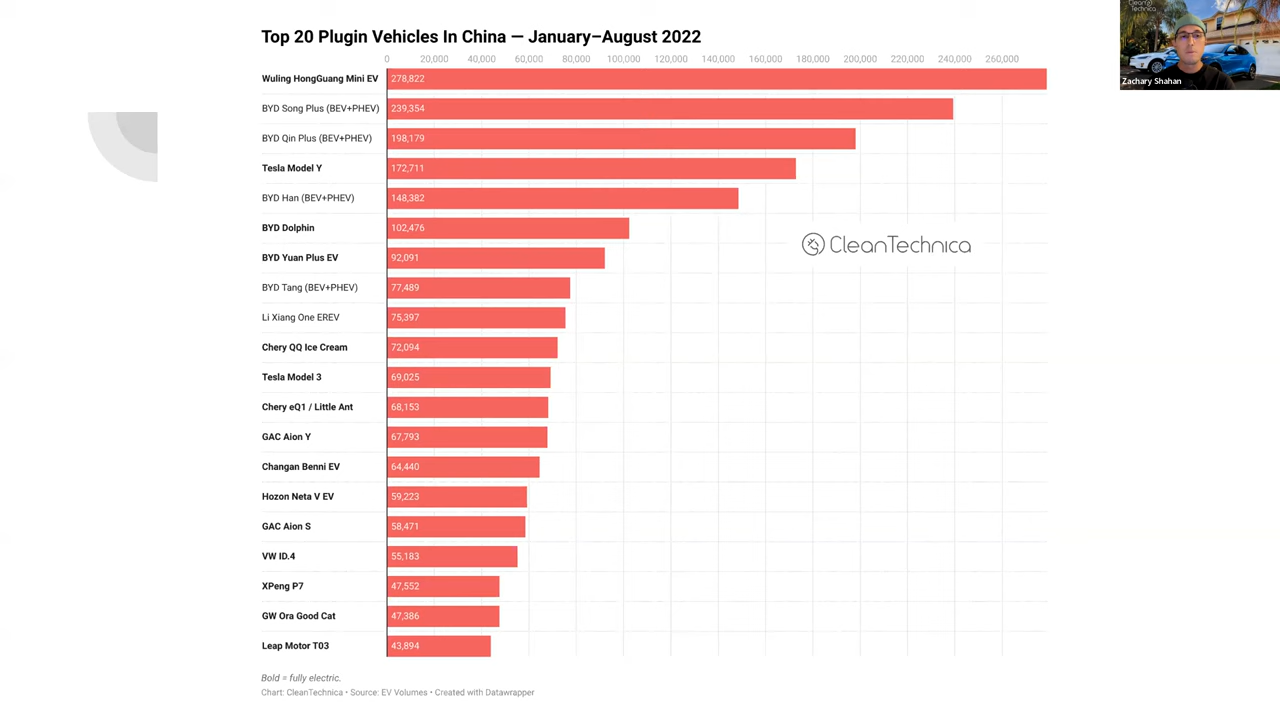 Top 20 Plugin Vehicles In China — January–August 2022
0 20,000 40,000 60,000 80,000 100,000 120,000 140,000 160,000 180,000 200,000 220,000 240,000 260,000
Wuling HongGuang Mini EV 278,822
BYD Song Plus (BEV+PHEV) 239,354
BYD Qin Plus (BEV+PHEV) 198,179
Tesla Model Y 172,711
BYD Han (BEV+PHEV) 148,382
BYD Dolphin 102,476
CleanTechnica
BYD Yuan Plus EV 92,091
BYD Tang (BEV+PHEV) 77,489
Li Xiang One EREV 75,397
Chery QQ Ice Cream 72,094
Tesla Model 3 69,025
Chery eQ1 / Little Ant 68,153
GAC Aion Y 67,793
Changan Benni EV 64,440
Hozon Neta V EV 59,223
GAC Aion S 58,471
VW ID.4 55,183
XPeng P7 47,552
GW Ora Good Cat 47,386
Leap Motor T03 43,894
Bold = fully electric.
Chart: CleanTechnica • Source: EV Volumes • Created with Datawrapper
CleanTechnica
Zachary Shahan